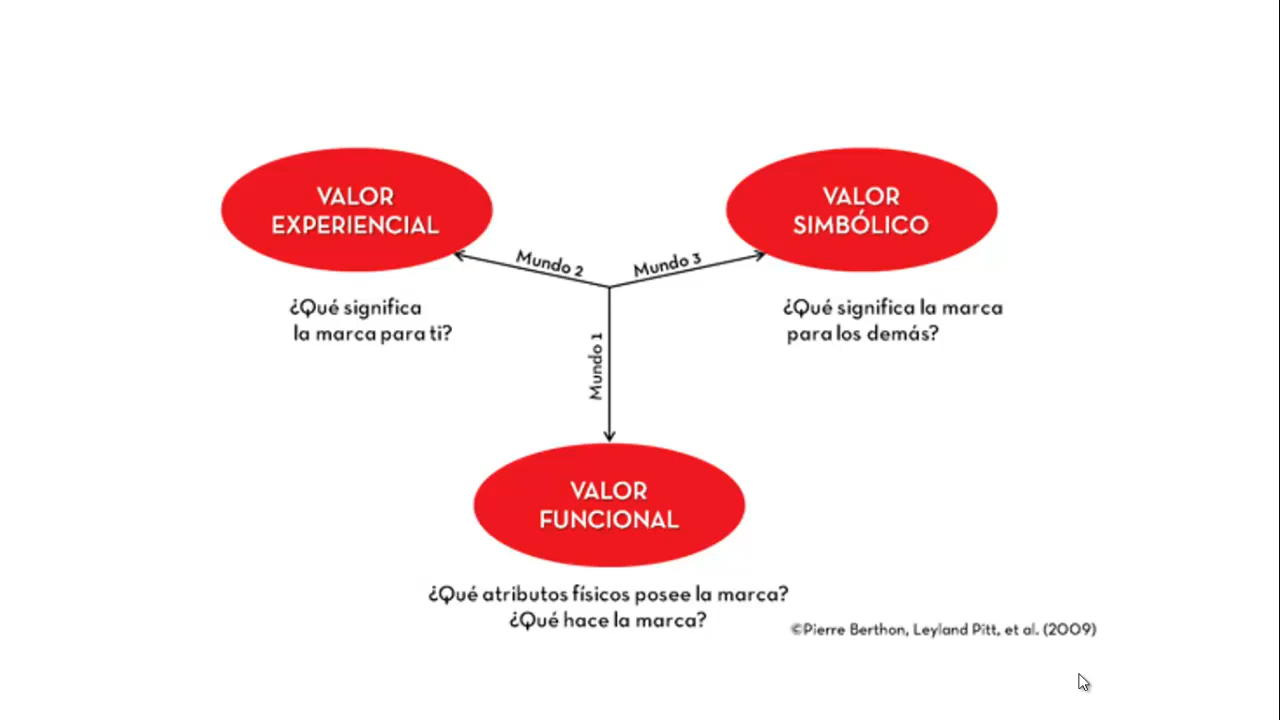 VALOR
EXPERIENCIAL
VALOR
SIMBÓLICO
Mundo 2
Mundo 3
¿Qué significa
la marca para ti?
¿Qué significa la marca
para los demás?
Mundo 1
VALOR
FUNCIONAL
¿Qué atributos físicos posee la marca?
¿Qué hace la marca?
©Pierre Berthon, Leyland Pitt, et al. (2009)